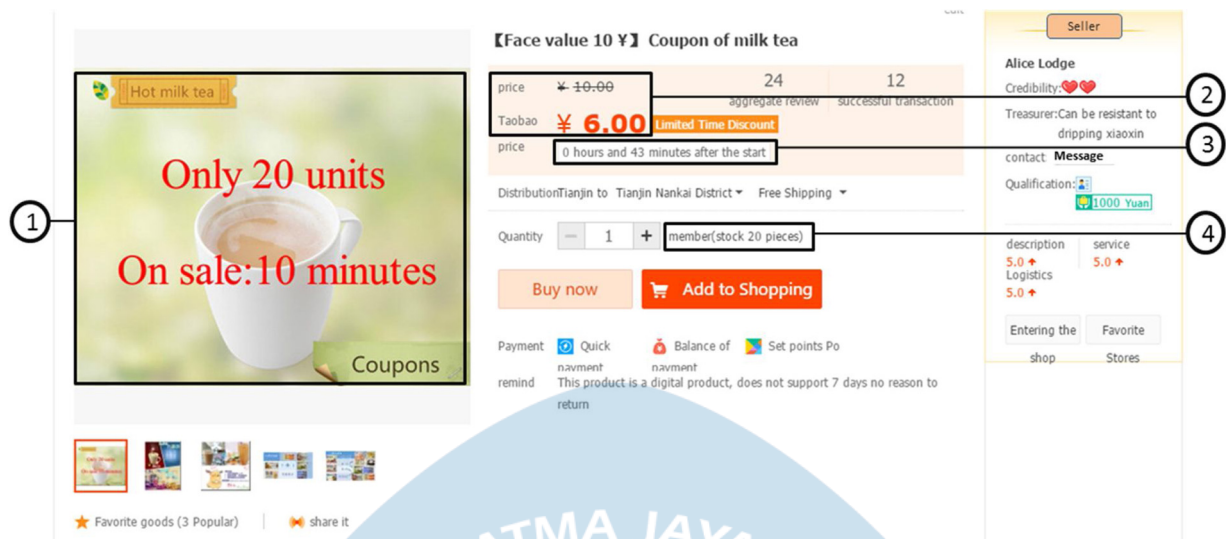 Seller
【Face value 10 ¥】 Coupon of milk tea
Alice Lodge
Hot milk tea
price ¥ 10.00
24
12
Credibility:
aggregate review
successful transaction
2
Taobao ¥ 6.00 Limited Time Discount
price
0 hours and 43 minutes after the start
3
Treasurer:Can be resistant to
dripping xiaoxin
contact: Message
Only 20 units
Qualification:
1000 Yuan
1
DistributionTianjin to Tianjin Nankai District Free Shipping
Quantity − 1 + member(stock 20 pieces)
4
description service
5.0 5.0
Logistics
5.0
On sale:10 minutes
Buy now
Add to Shopping
Entering the
shop
Favorite
Stores
Coupons
Payment Quick Balance of Set points Po
payment payment
remind This product is a digital product, does not support 7 days no reason to
return
Favorite goods (3 Popular) share it
ATMA JAYA